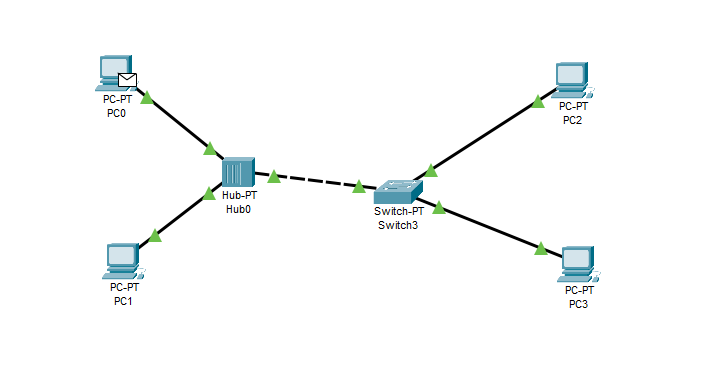 PC-PT
PC0
PC-PT
PC2
Hub-PT
Hub0
Switch-PT
Switch3
PC-PT
PC1
PC-PT
PC3